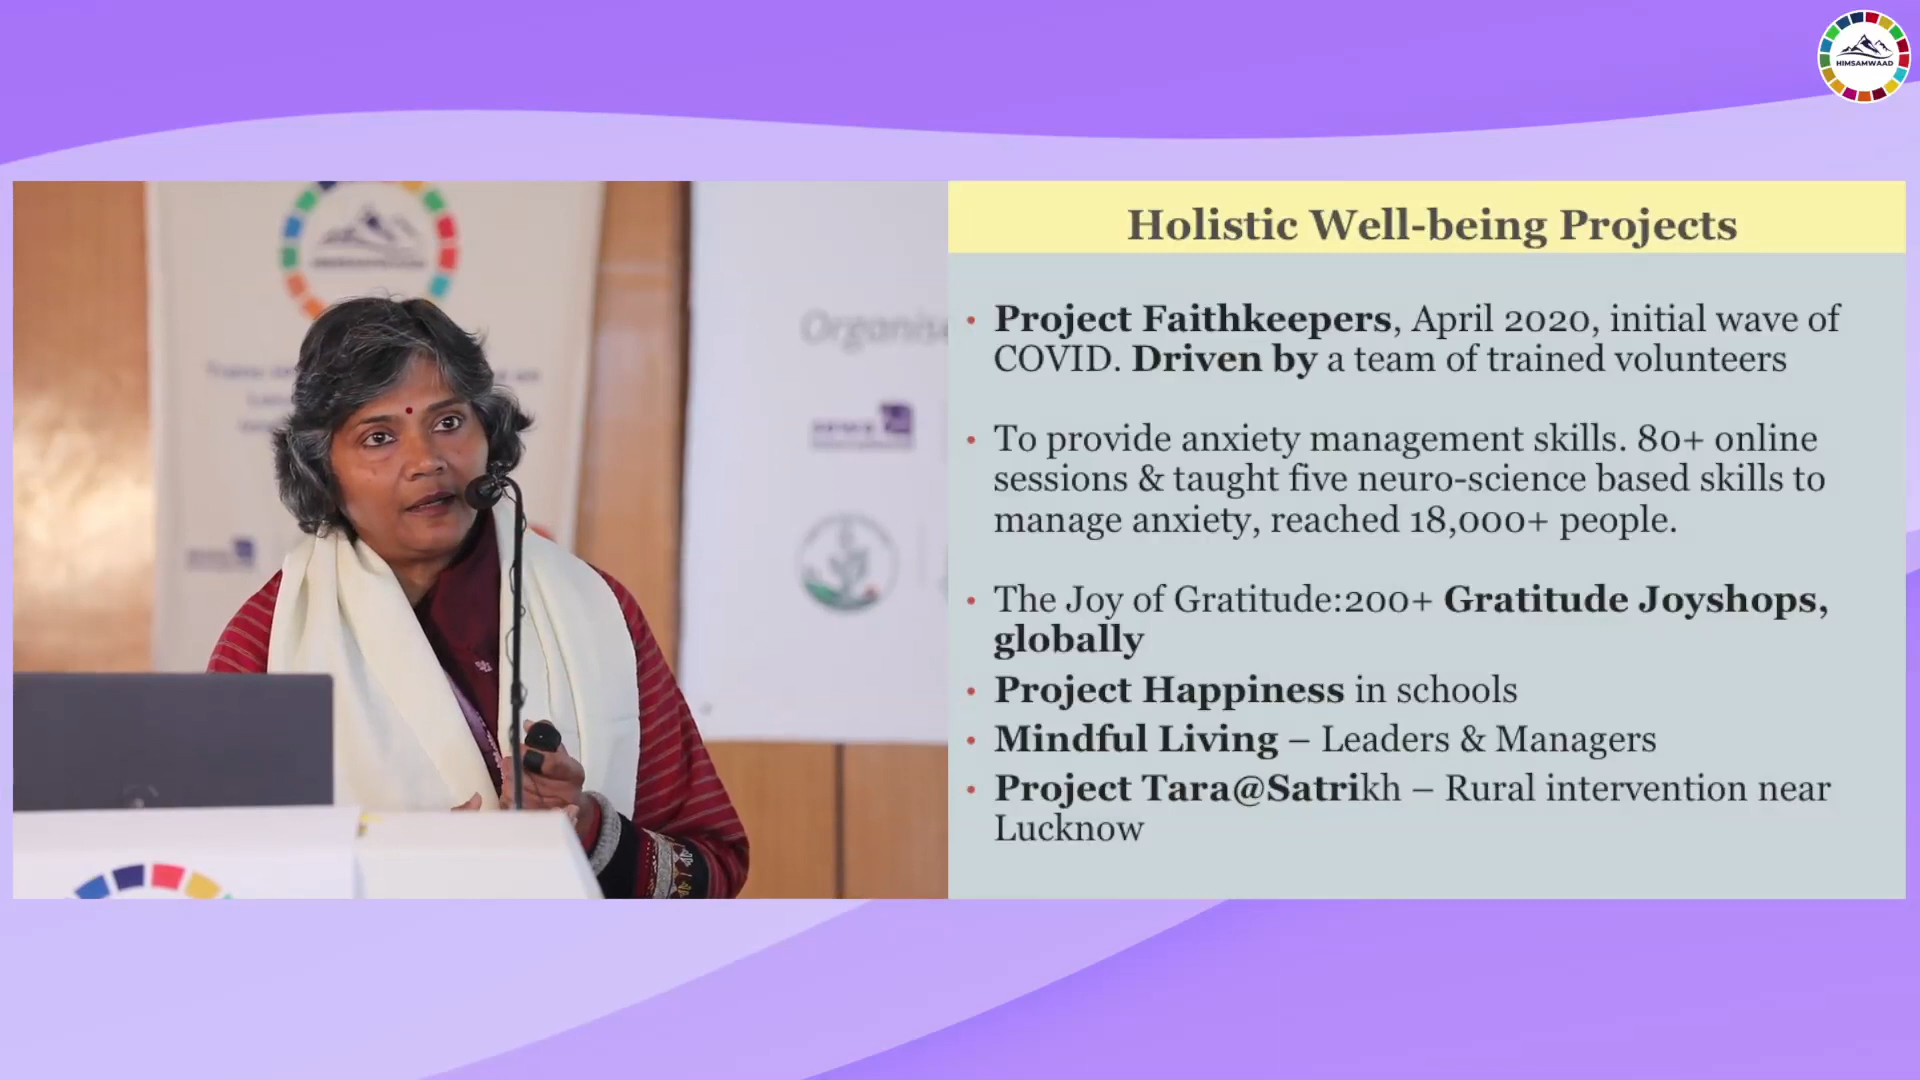 HIMSAMWAAD
Organise
Holistic Well-being Projects
• Project Faithkeepers, April 2020, initial wave of
COVID. Driven by a team of trained volunteers
• To provide anxiety management skills. 80+ online
sessions & taught five neuro-science based skills to
manage anxiety, reached 18,000+ people.
• The Joy of Gratitude:200+ Gratitude Joyshops,
globally
• Project Happiness in schools
• Mindful Living – Leaders & Managers
• Project Tara@Satrikh – Rural intervention near
Lucknow